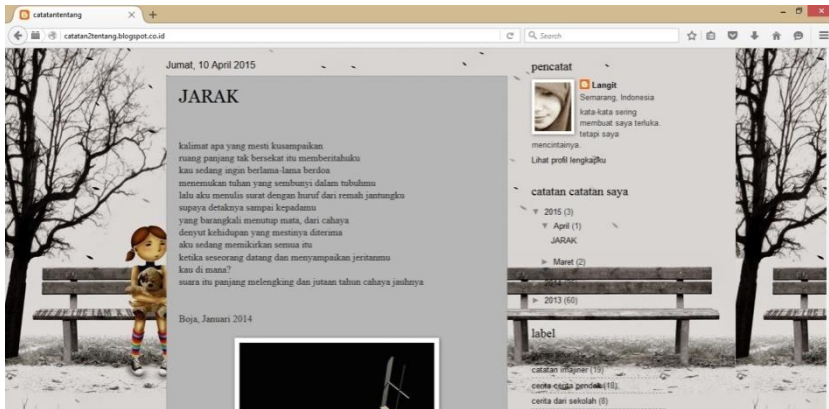 catatantentang
catatan2tentang.blogspot.co.id
Search
Jumat, 10 April 2015
JARAK
kalimat apa yang mesti kusampaikan
ruang panjang tak bersekat itu memberitahuku
kau sedang ingin berlama-lama berdoa
menemukan tuhan yang sembunyi dalam tubuhmu
lalu aku menulis surat dengan huruf dari remah jantungku
supaya detaknya sampai kepadamu
yang barangkali menutup mata, dari cahaya
denyut kehidupan yang mestinya diterima
aku sedang memikirkan semua itu
ketika seseorang datang dan menyampaikan jeritanmu
kau di mana?
suara itu panjang melengking dan jutaan tahun cahaya jauhnya
Boja, Januari 2014
pencatat
Langit
Semarang, Indonesia
kata-kata sering
membuat saya terluka.
tetapi saya
mencintainya.
Lihat profil lengkapku
catatan catatan saya
▼ 2015 (3)
▼ April (1)
JARAK
► Maret (2)
► 2013 (60)
label
catatan imajiner (19)
cerita cerita pendek (18)
cerita dari sekolah (8)